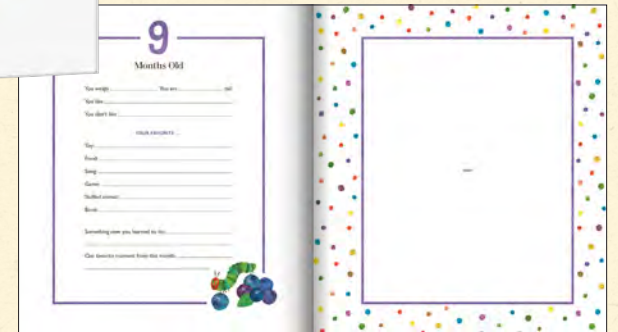 9
Months Old
You weigh You are tall
You like
You don't like
YOUR FAVORITE
Toy:
Food:
Song:
Game:
Stuffed animal:
Book:
Something new you learned to do:
Our favorite moment from this month: